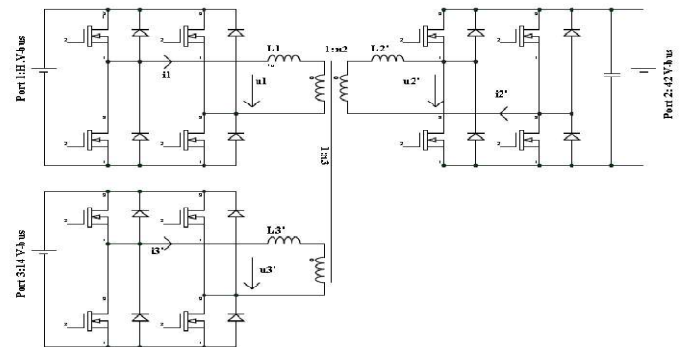 Port 1:H.V-bus
i1
L1
u1
1:n2
L2'
u2'
i2'
Port 2: 42 V-bus
1:n3
Port 3:14 V-bus
i3'
L3'
u3'